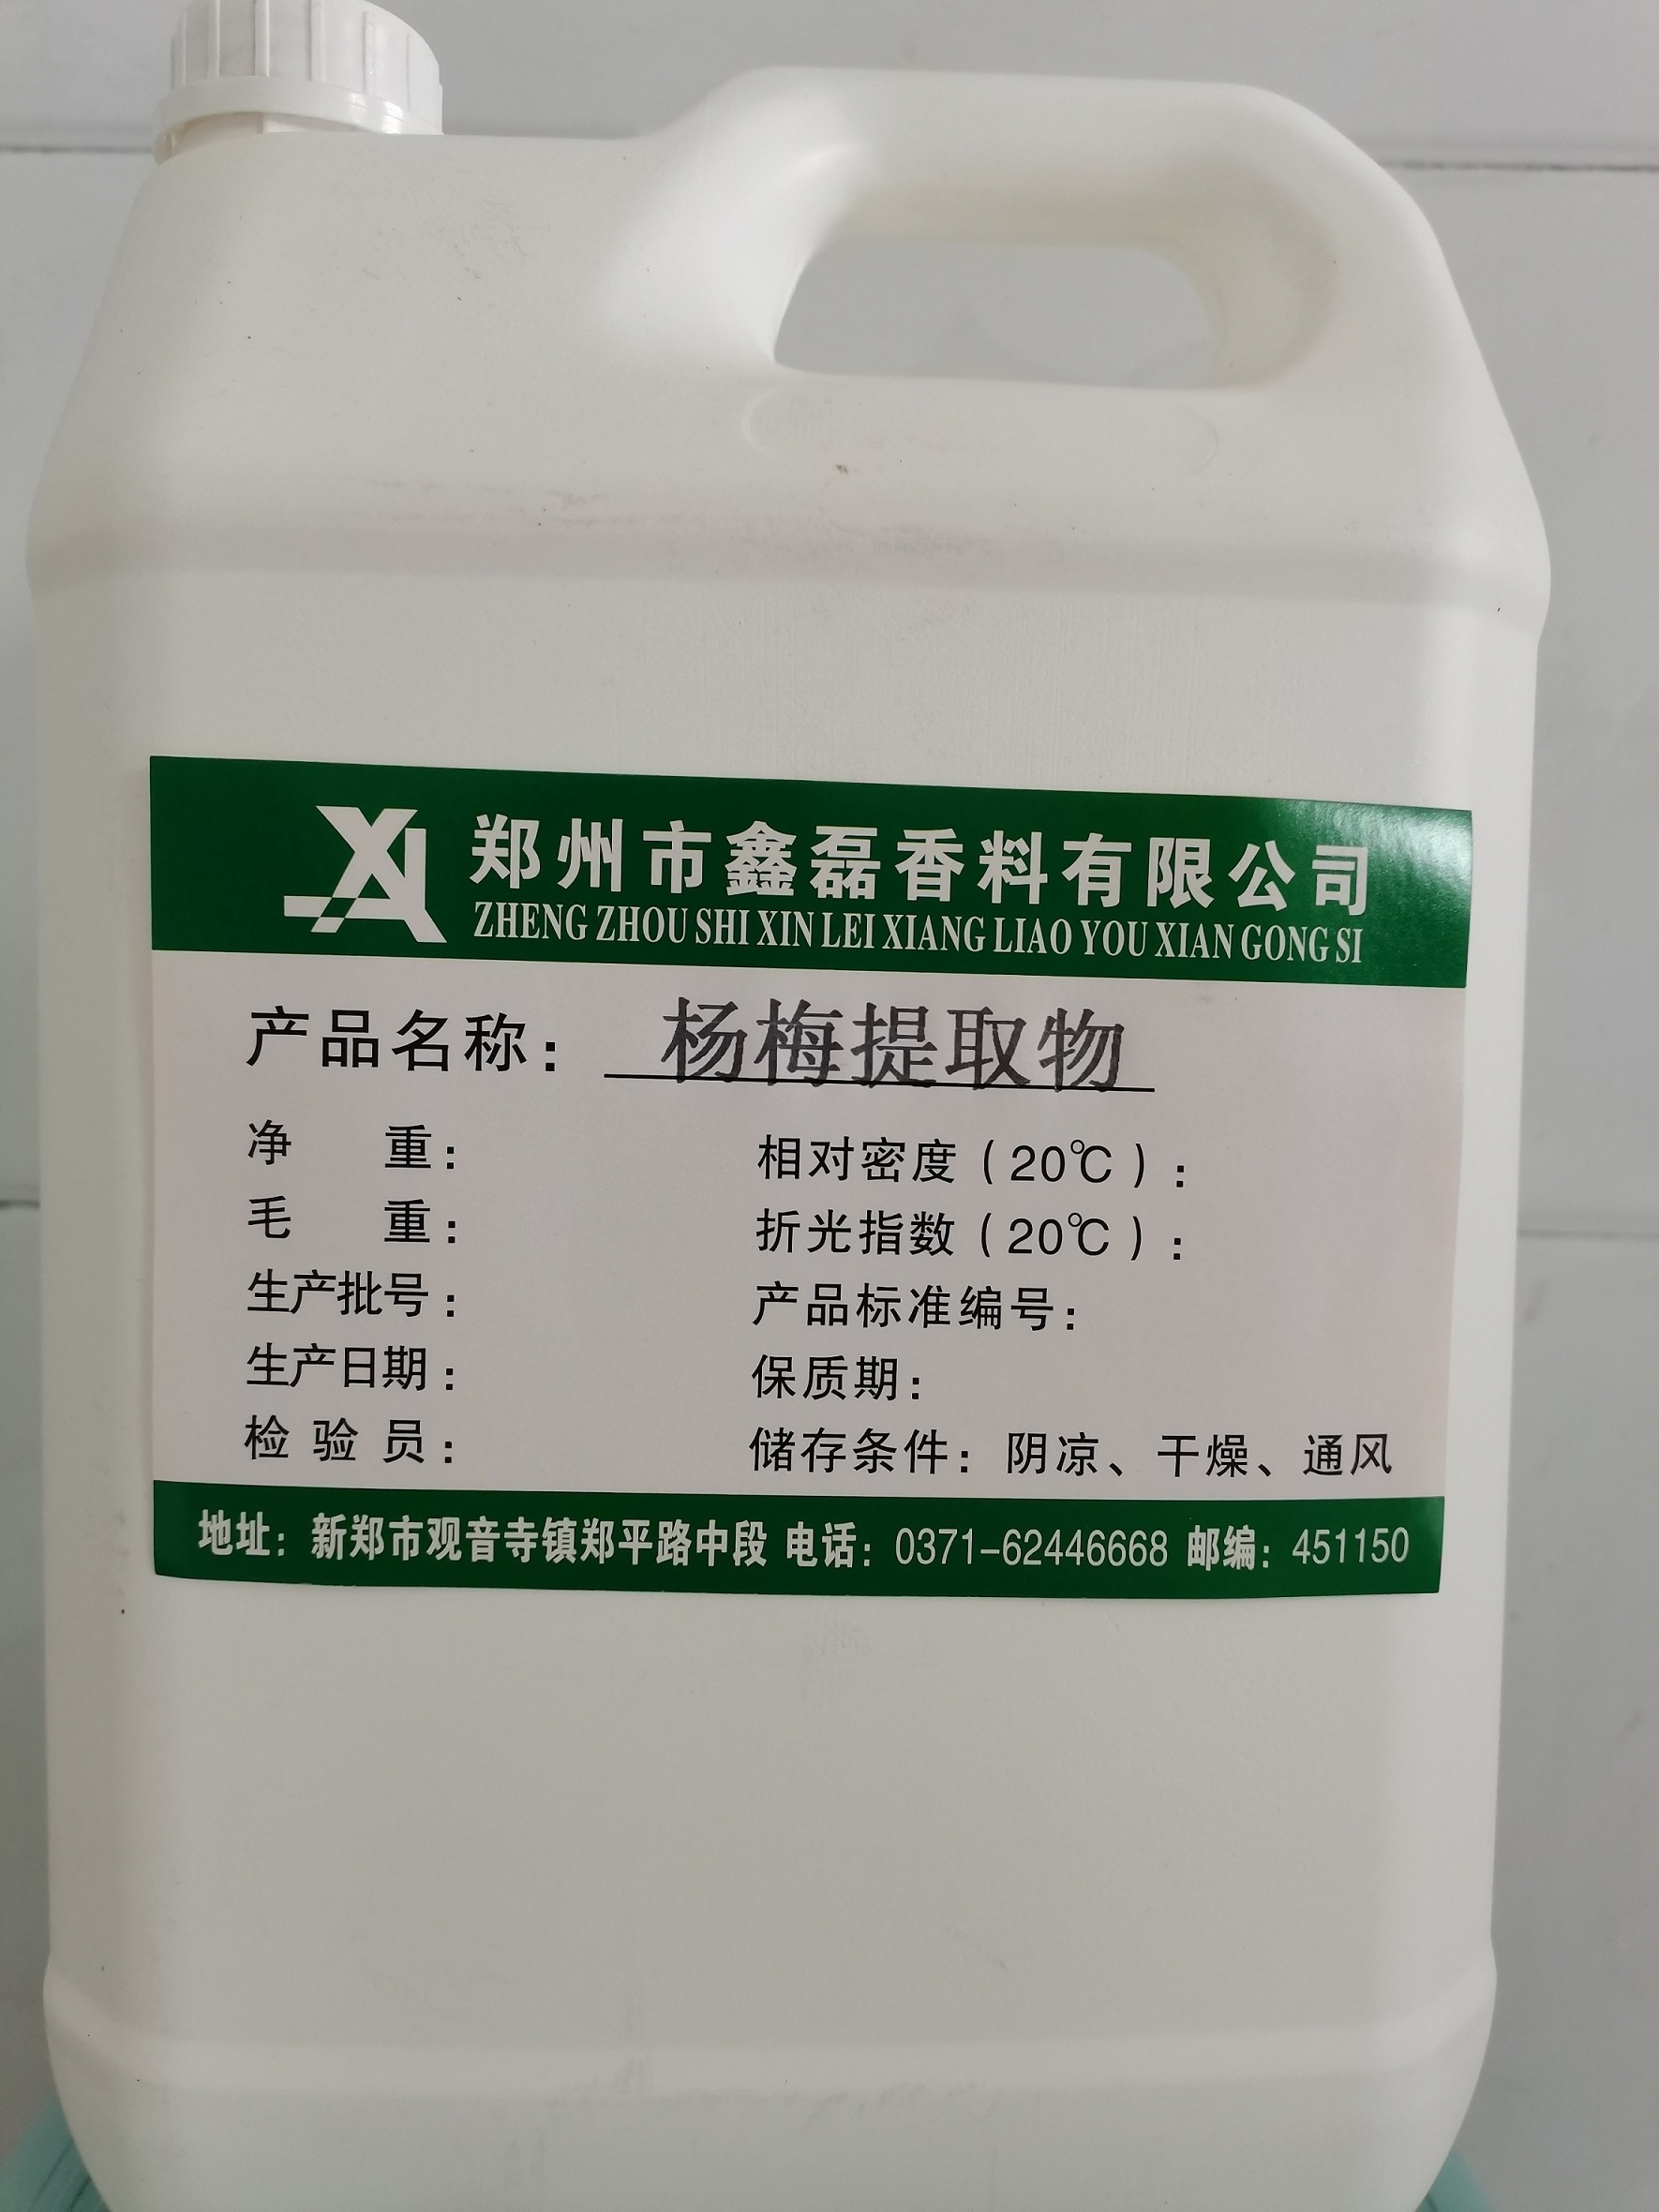 郑州市鑫磊香料有限公司
ZHENG ZHOU SHI XIN LEI XIANG LIAO YOU XIAN GONG SI
产品名称：杨梅提取物
净重：
相对密度（20℃）：
毛重：
折光指数（20℃）：
生产批号：
产品标准编号：
生产日期：
保质期：
检验员：
储存条件：阴凉、干燥、通风
地址：新郑市观音寺镇郑平路中段 电话：0371-62446668 邮编：451150